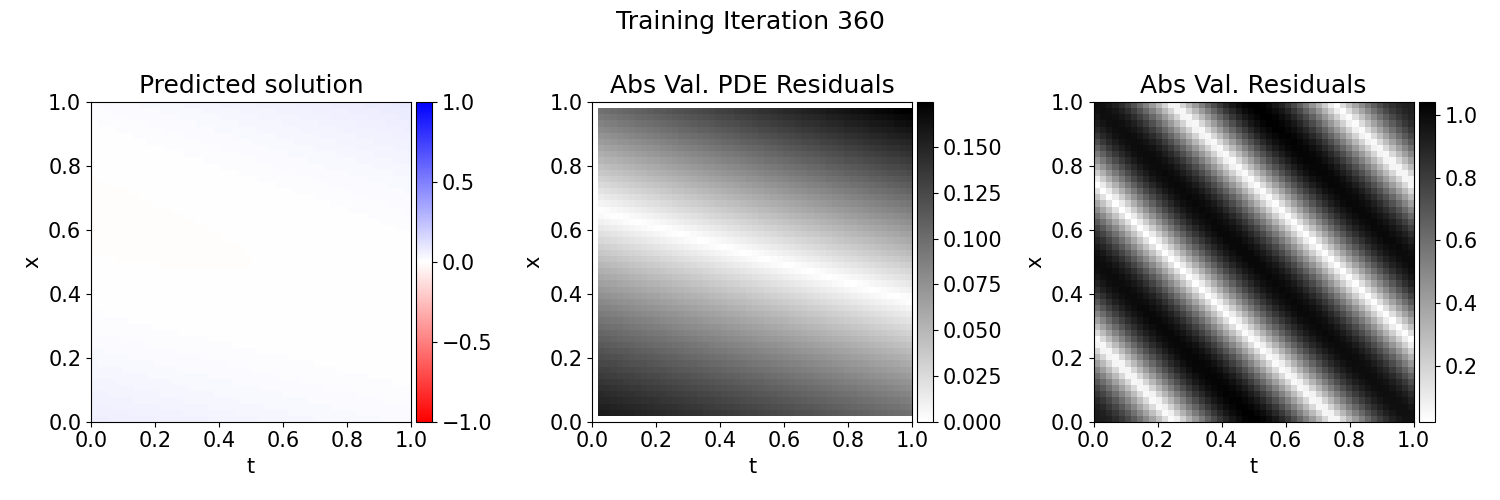 Training Iteration 360
Predicted solution
1.0
0.8
0.6
0.4
0.2
0.0
x
0.0 0.2 0.4 0.6 0.8 1.0
t
1.0
0.5
0.0
−0.5
−1.0
Abs Val. PDE Residuals
1.0
0.8
0.6
0.4
0.2
0.0
x
0.0 0.2 0.4 0.6 0.8 1.0
t
0.150
0.125
0.100
0.075
0.050
0.025
0.000
Abs Val. Residuals
1.0
0.8
0.6
0.4
0.2
0.0
x
0.0 0.2 0.4 0.6 0.8 1.0
t
1.0
0.8
0.6
0.4
0.2